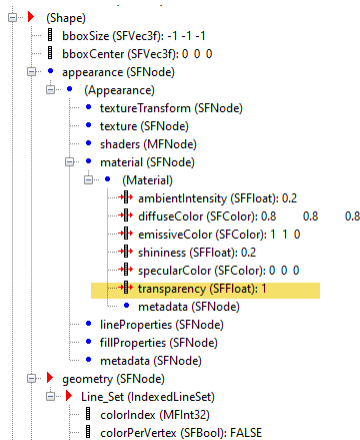 (Shape)
bboxSize (SFVec3f): -1 -1 -1
bboxCenter (SFVec3f): 0 0 0
appearance (SFNode)
(Appearance)
textureTransform (SFNode)
texture (SFNode)
shaders (MFNode)
material (SFNode)
(Material)
ambientIntensity (SFFloat): 0.2
diffuseColor (SFColor): 0.8 0.8 0.8
emissiveColor (SFColor): 1 1 0
shininess (SFFloat): 0.2
specularColor (SFColor): 0 0 0
transparency (SFFloat): 1
metadata (SFNode)
lineProperties (SFNode)
fillProperties (SFNode)
metadata (SFNode)
geometry (SFNode)
Line_Set (IndexedLineSet)
colorIndex (MFInt32)
colorPerVertex (SFBool): FALSE